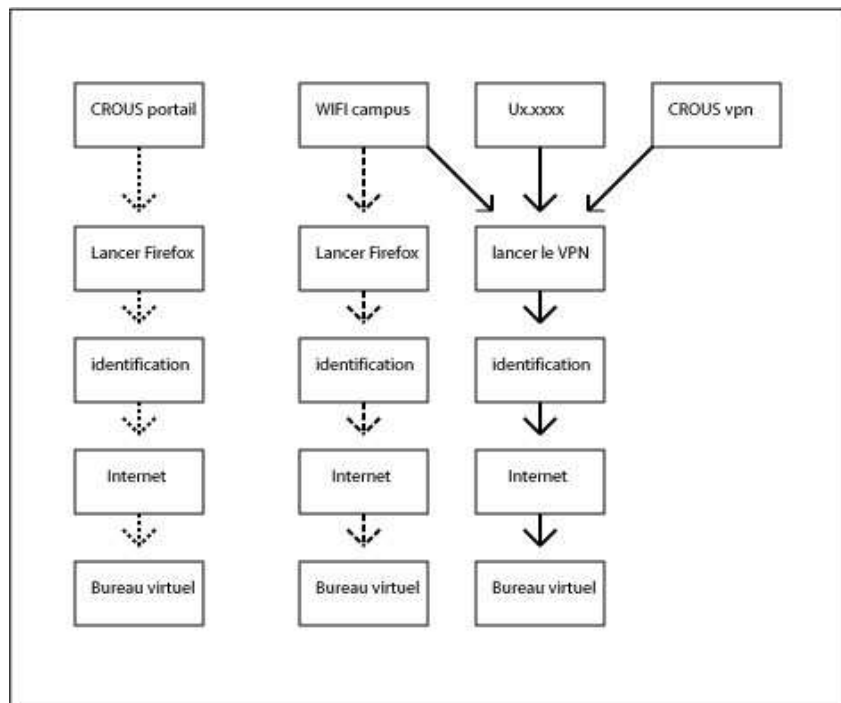 CROUS portail
WIFI campus
Ux.xxxx
CROUS vpn
Lancer Firefox
Lancer Firefox
lancer le VPN
identification
identification
identification
Internet
Internet
Internet
Bureau virtuel
Bureau virtuel
Bureau virtuel